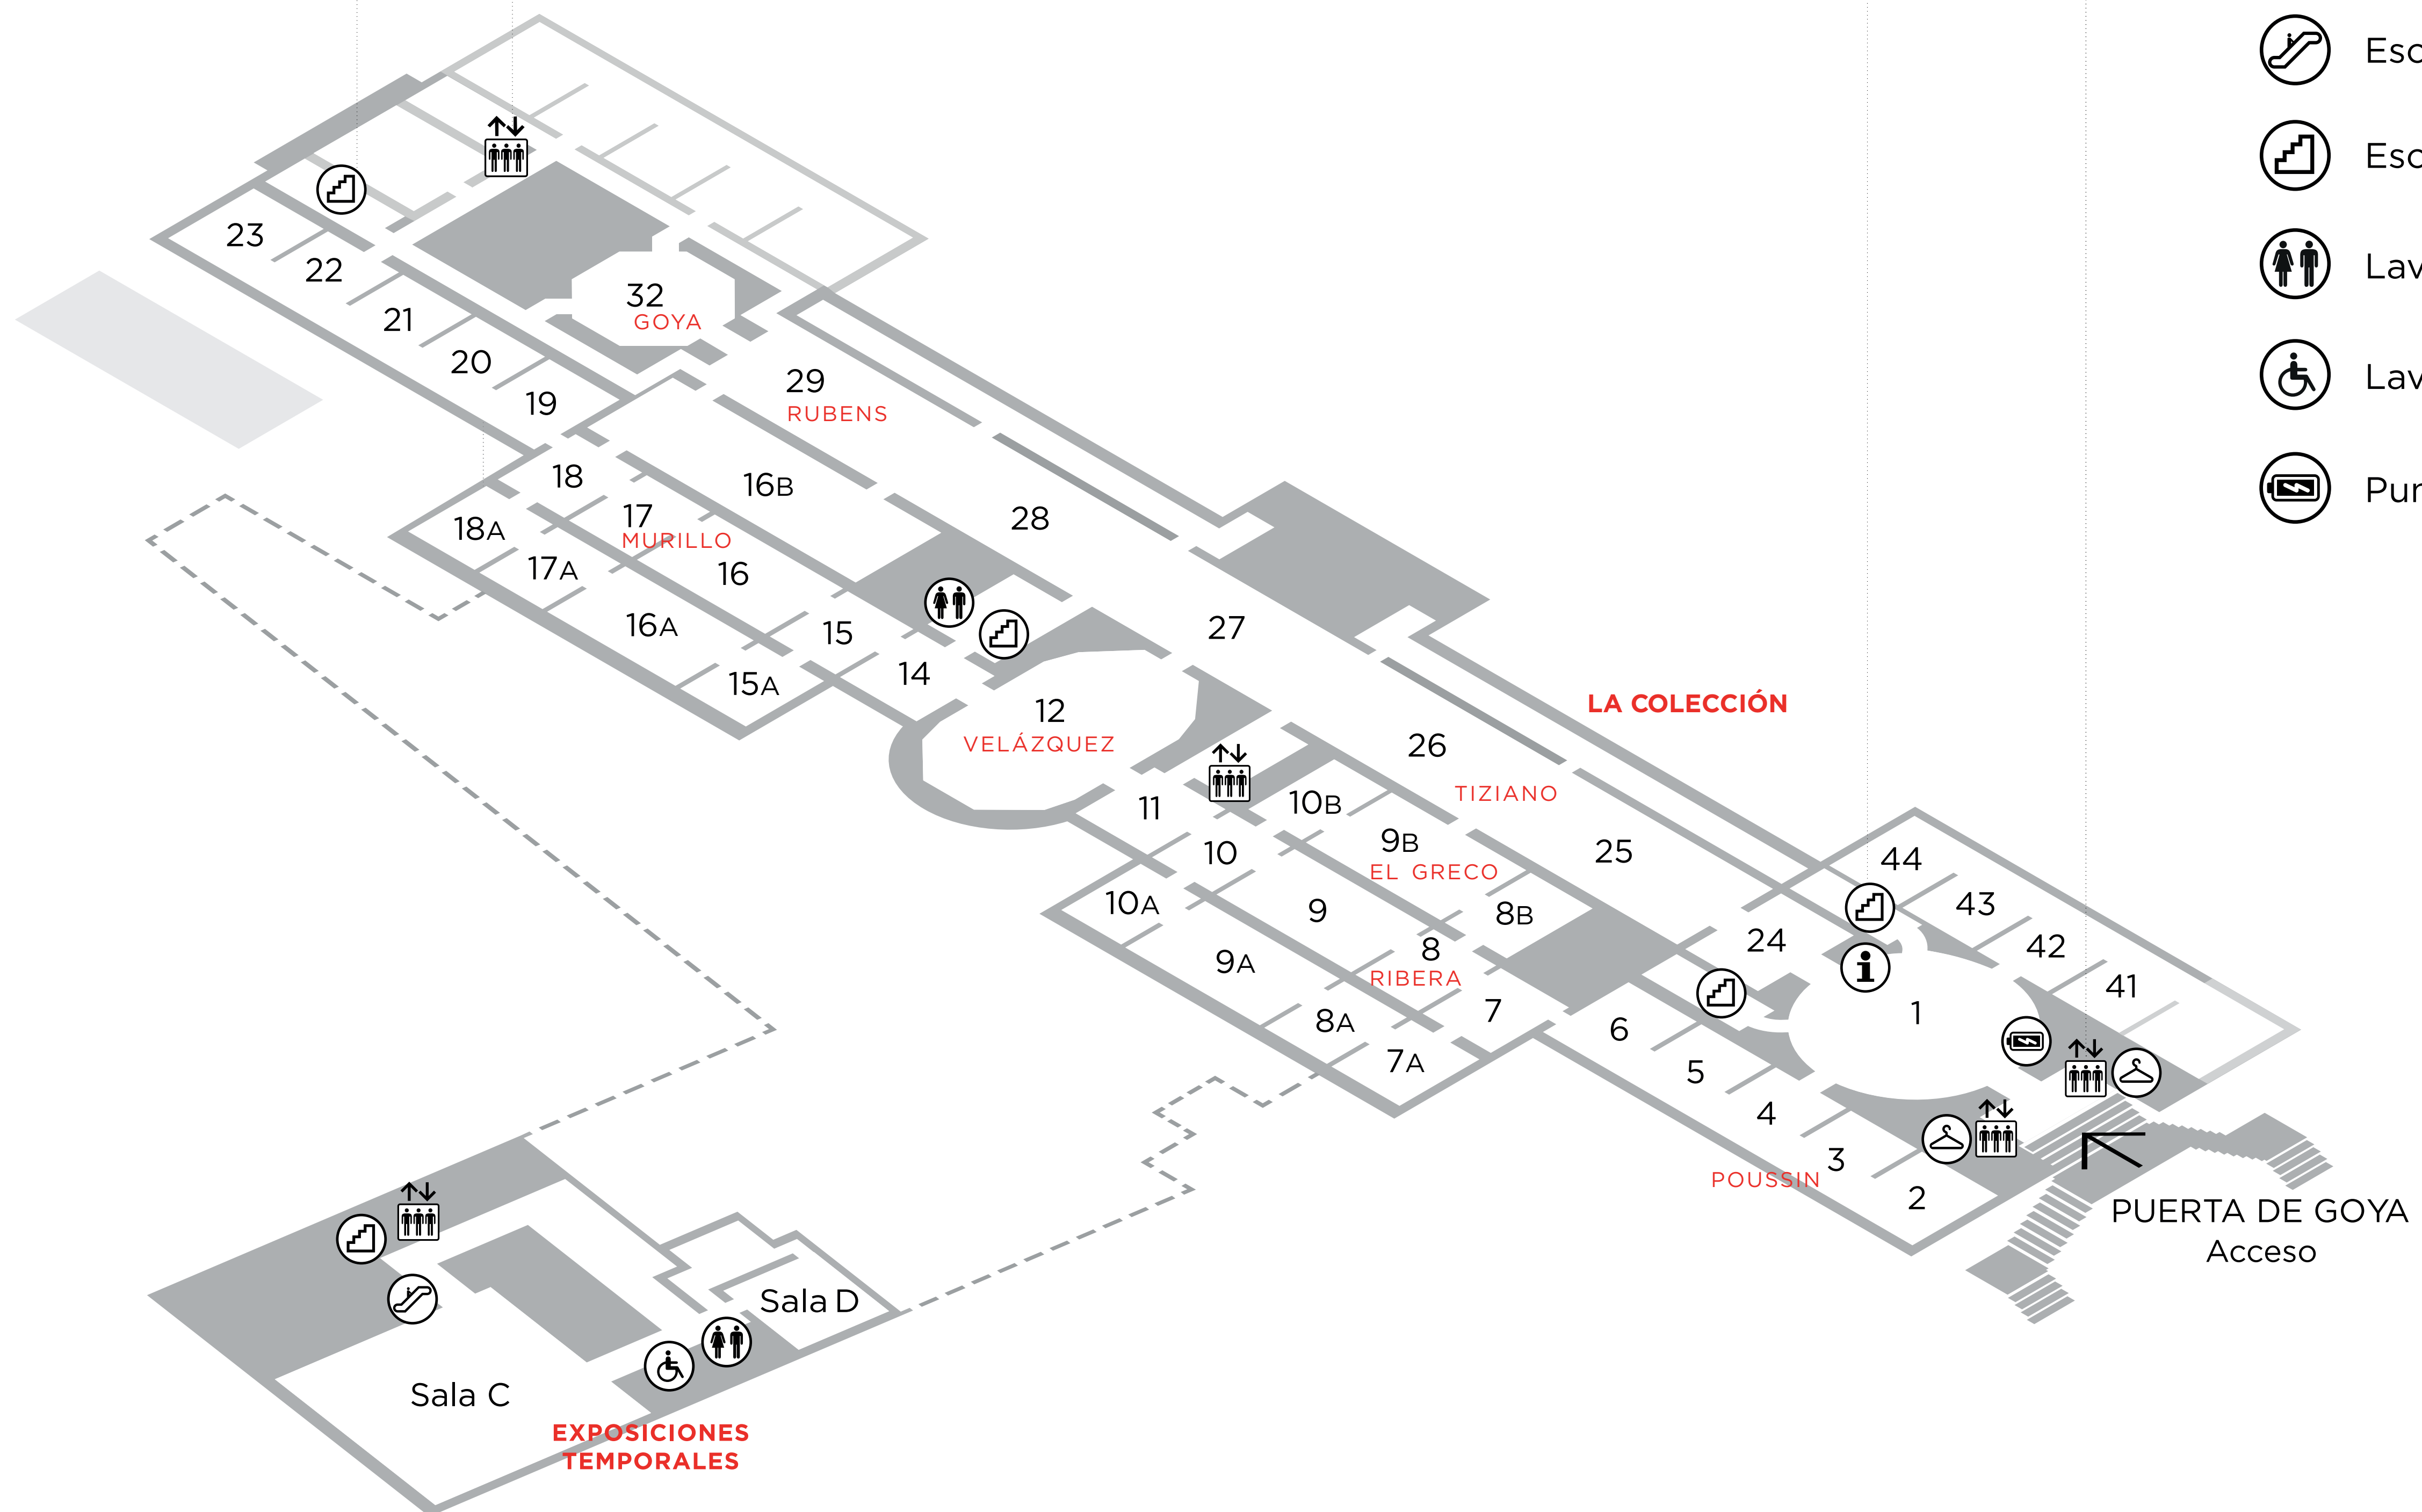 Esc
Esc
Lav
Lav
Pun
23
22
21
20
19
32
GOYA
29
RUBENS
18
16B
28
18A
17
MURILLO
17A
16
16A
15
27
15A
14
12
VELÁZQUEZ
LA COLECCIÓN
26
TIZIANO
11
10B
9B
EL GRECO
25
10
10A
9
8B
44
43
24
42
9A
8
RIBERA
41
8A
7
1
7A
6
5
4
3
POUSSIN
2
PUERTA DE GOYA
Acceso
Sala D
Sala C
EXPOSICIONES
TEMPORALES